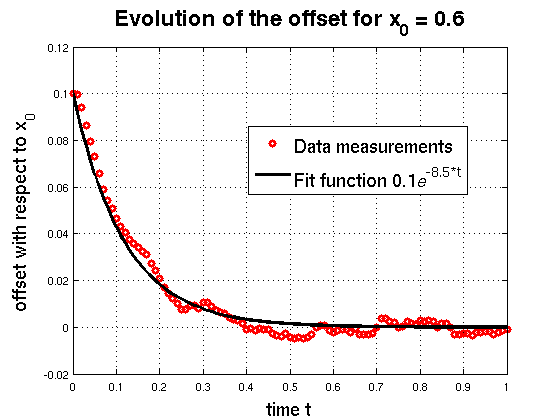 Evolution of the offset for x₀ = 0.6
offset with respect to x₀
0.12
0.1
0.08
0.06
0.04
0.02
0
-0.02
Data measurements
Fit function 0.1e^-8.5*t
0 0.1 0.2 0.3 0.4 0.5 0.6 0.7 0.8 0.9 1
time t